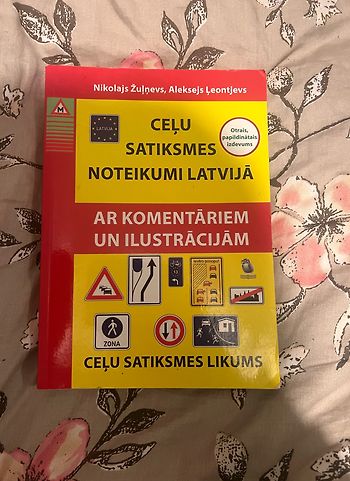 Nikolajs Žuļņevs, Aleksejs Ļeontjevs
M
LATVIJA
CEĻU
SATIKSMES
NOTEIKUMI LATVIJĀ
Otrais,
papildinātais
izdevums
AR KOMENTĀRIEM
UN ILUSTRĀCIJĀM
ZONA
CEĻU SATIKSMES LIKUMS